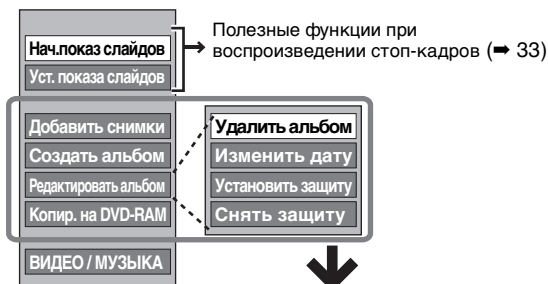 Нач.показ слайдов
Уст. показа слайдов
Полезные функции при
воспроизведении стоп-кадров (➡ 33)
Добавить снимки
Создать альбом
Редактировать альбом
Копир. на DVD-RAM
Удалить альбом
Изменить дату
Установить защиту
Снять защиту
ВИДЕО / МУЗЫКА